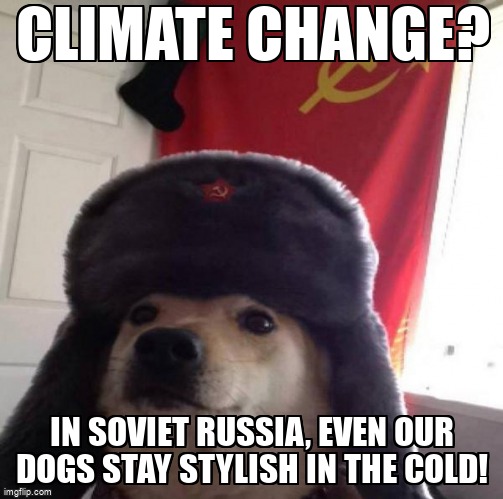 CLIMATE CHANGE?
IN SOVIET RUSSIA, EVEN OUR
DOGS STAY STYLISH IN THE COLD!
imgflip.com